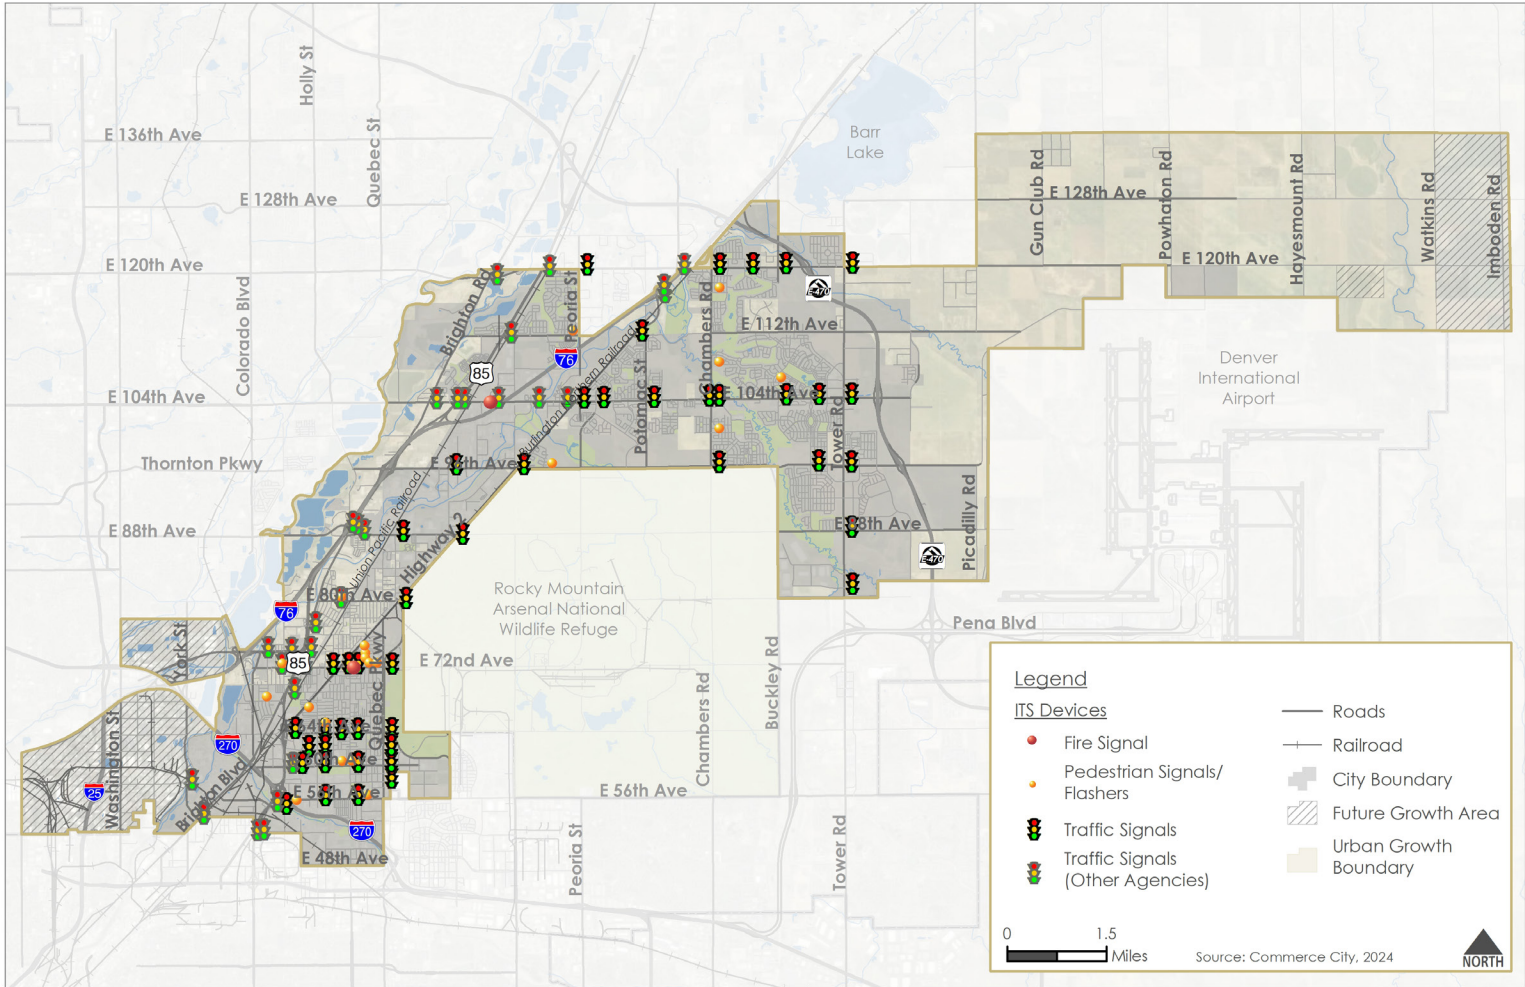 Holly St
Quebec St
E 136th Ave
Barr
Lake
E 128th Ave
Gun Club Rd
E 128th Ave
Powhaton Rd
Hayesmount Rd
Watkins Rd
Imboden Rd
E 120th Ave
E 120th Ave
Colorado Blvd
Brighton Rd
Peoria St
Chambers Rd
E-470
E 112th Ave
85
76
Denver
International
Airport
E 104th Ave
E 104th Ave
Potomac St
Tower Rd
Thornton Pkwy
E 96th Ave
Union Pacific Railroad
E 88th Ave
E 88th Ave
Highway 2
Picadilly Rd
E-470
E 80th Ave
Rocky Mountain
Arsenal National
Wildlife Refuge
76
York St
85
E 72nd Ave
Quebec Pkwy
Pena Blvd
Buckley Rd
Chambers Rd
Washington St
270
25
Brighton Blvd
E 56th Ave
270
E 48th Ave
Peoria St
Tower Rd
Legend
ITS Devices
Fire Signal
Pedestrian Signals/
Flashers
Traffic Signals
Traffic Signals
(Other Agencies)
Roads
Railroad
City Boundary
Future Growth Area
Urban Growth
Boundary
0
1.5
Miles
Source: Commerce City, 2024
NORTH